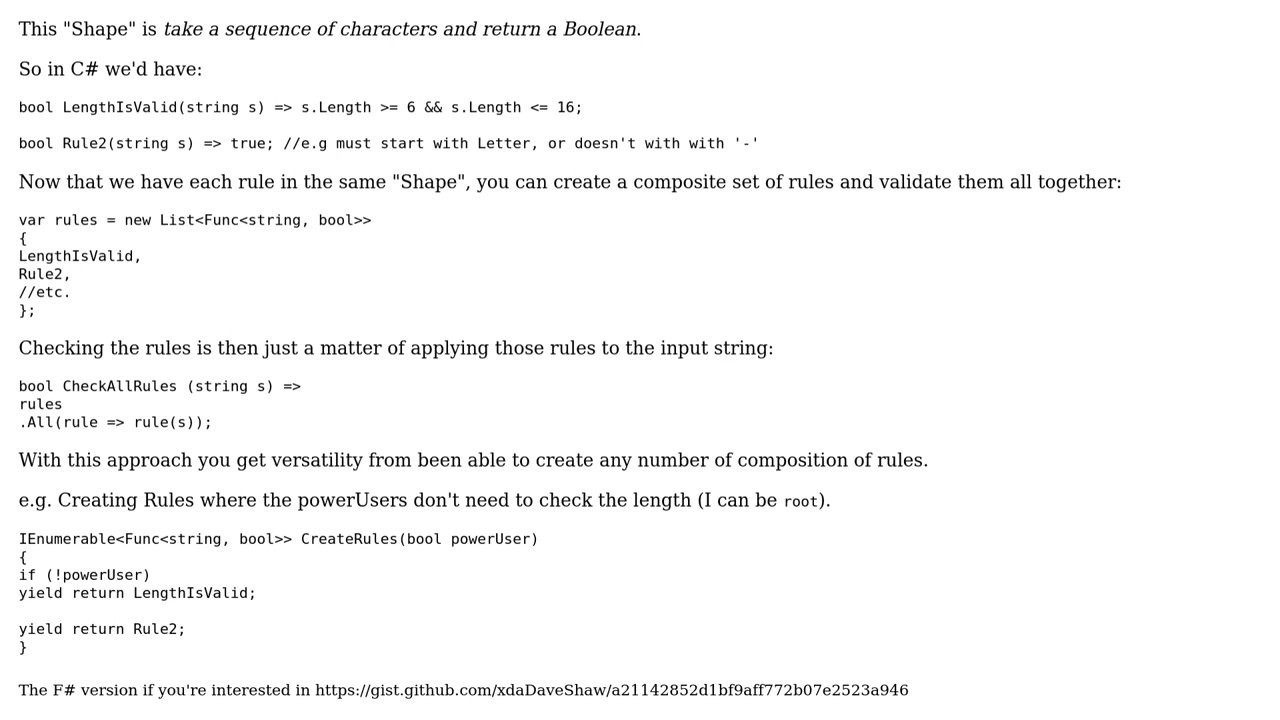 This "Shape" is take a sequence of characters and return a Boolean.
So in C# we'd have:
bool LengthIsValid(string s) => s.Length >= 6 && s.Length <= 16;
bool Rule2(string s) => true; //e.g must start with Letter, or doesn't with with '-'
Now that we have each rule in the same "Shape", you can create a composite set of rules and validate them all together:
var rules = new List<Func<string, bool>>
{
LengthIsValid,
Rule2,
//etc.
};
Checking the rules is then just a matter of applying those rules to the input string:
bool CheckAllRules (string s) =>
rules
.All(rule => rule(s));
With this approach you get versatility from been able to create any number of composition of rules.
e.g. Creating Rules where the powerUsers don't need to check the length (I can be root).
IEnumerable<Func<string, bool>> CreateRules(bool powerUser)
{
if (!powerUser)
yield return LengthIsValid;
yield return Rule2;
}
The F# version if you're interested in https://gist.github.com/xdaDaveShaw/a21142852d1bf9aff772b07e2523a946